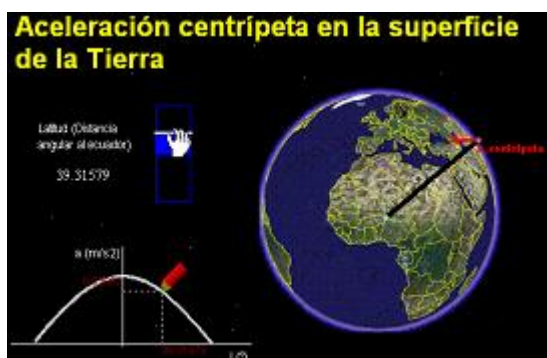 Aceleración centrípeta en la superficie
de la Tierra
Latitud (Distancia
angular al ecuador)
39.31579
a centrípeta
a (m/s2)